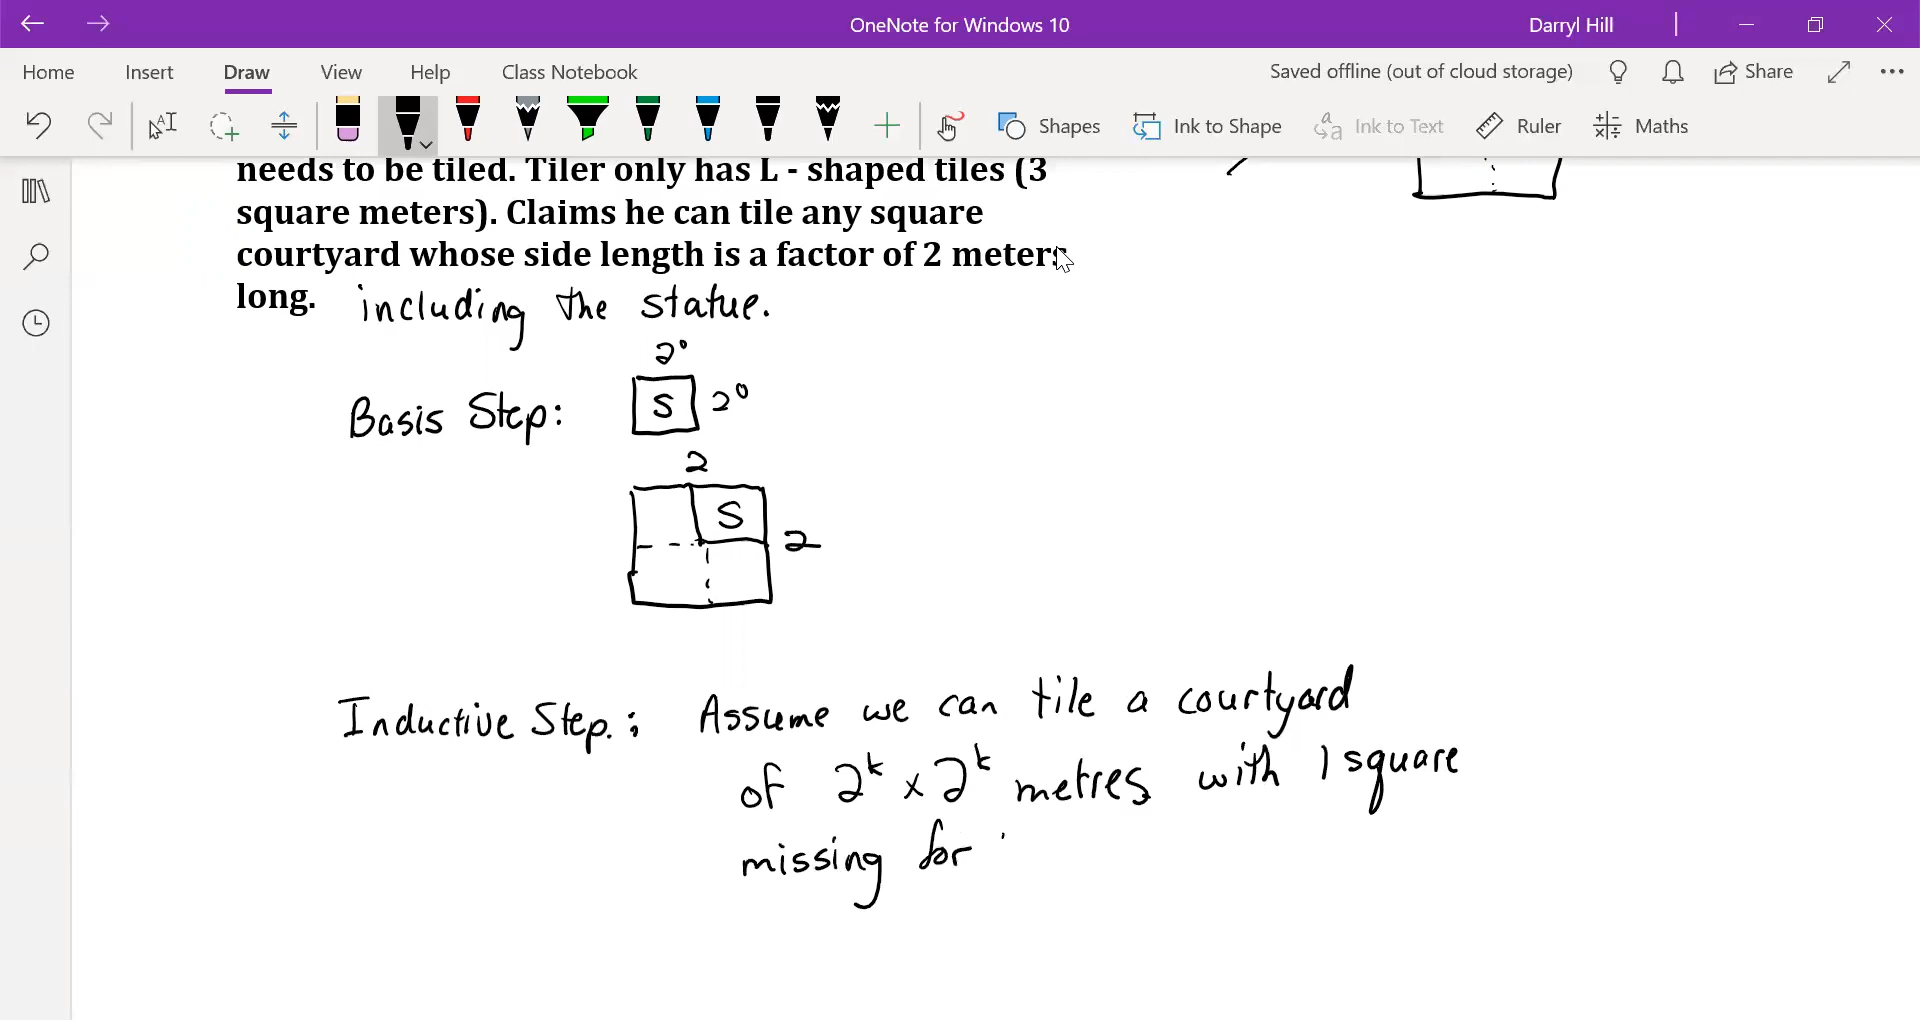 OneNote for Windows 10
Darryl Hill
Home Insert Draw View Help Class Notebook
Saved offline (out of cloud storage) Share
Shapes Ink to Shape Ink to Text Ruler Maths
needs to be tiled. Tiler only has L - shaped tiles (3
square meters). Claims he can tile any square
courtyard whose side length is a factor of 2 meters
long. including the statue.
2⁰
Basis Step: S 2⁰
2
S
2
Inductive Step: Assume we can tile a courtyard
of 2ᵏ x 2ᵏ metres with 1 square
missing for